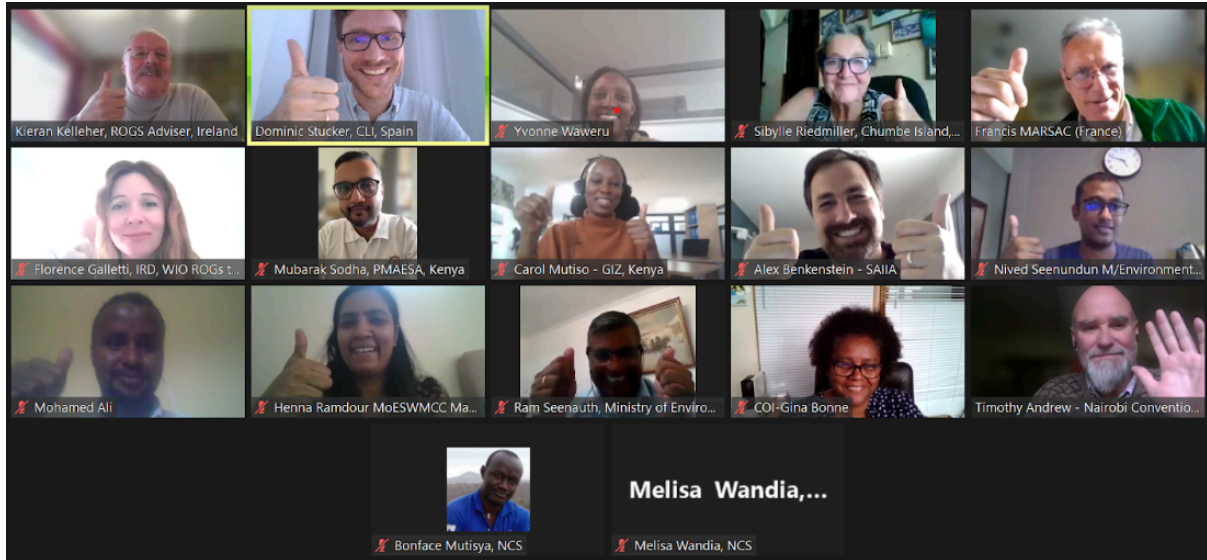 Kieran Kelleher, ROGS Adviser, Ireland
Dominic Stucker, CLI, Spain
Yvonne Waweru
Sibylle Riedmiller, Chumbe Island,...
Francis MARSAC (France)
Florence Galletti, IRD, WIO ROGs t...
Mubarak Sodha, PMAESA, Kenya
Carol Mutiso - GIZ, Kenya
Alex Benkenstein - SAIIA
Nived Seenundun M/Environment...
Mohamed Ali
Henna Ramdour MoESWMCC Ma...
Ram Seenauth, Ministry of Enviro...
COI-Gina Bonne
Timothy Andrew - Nairobi Conventio...
Bonface Mutisya, NCS
Melisa Wandia,...
Melisa Wandia, NCS